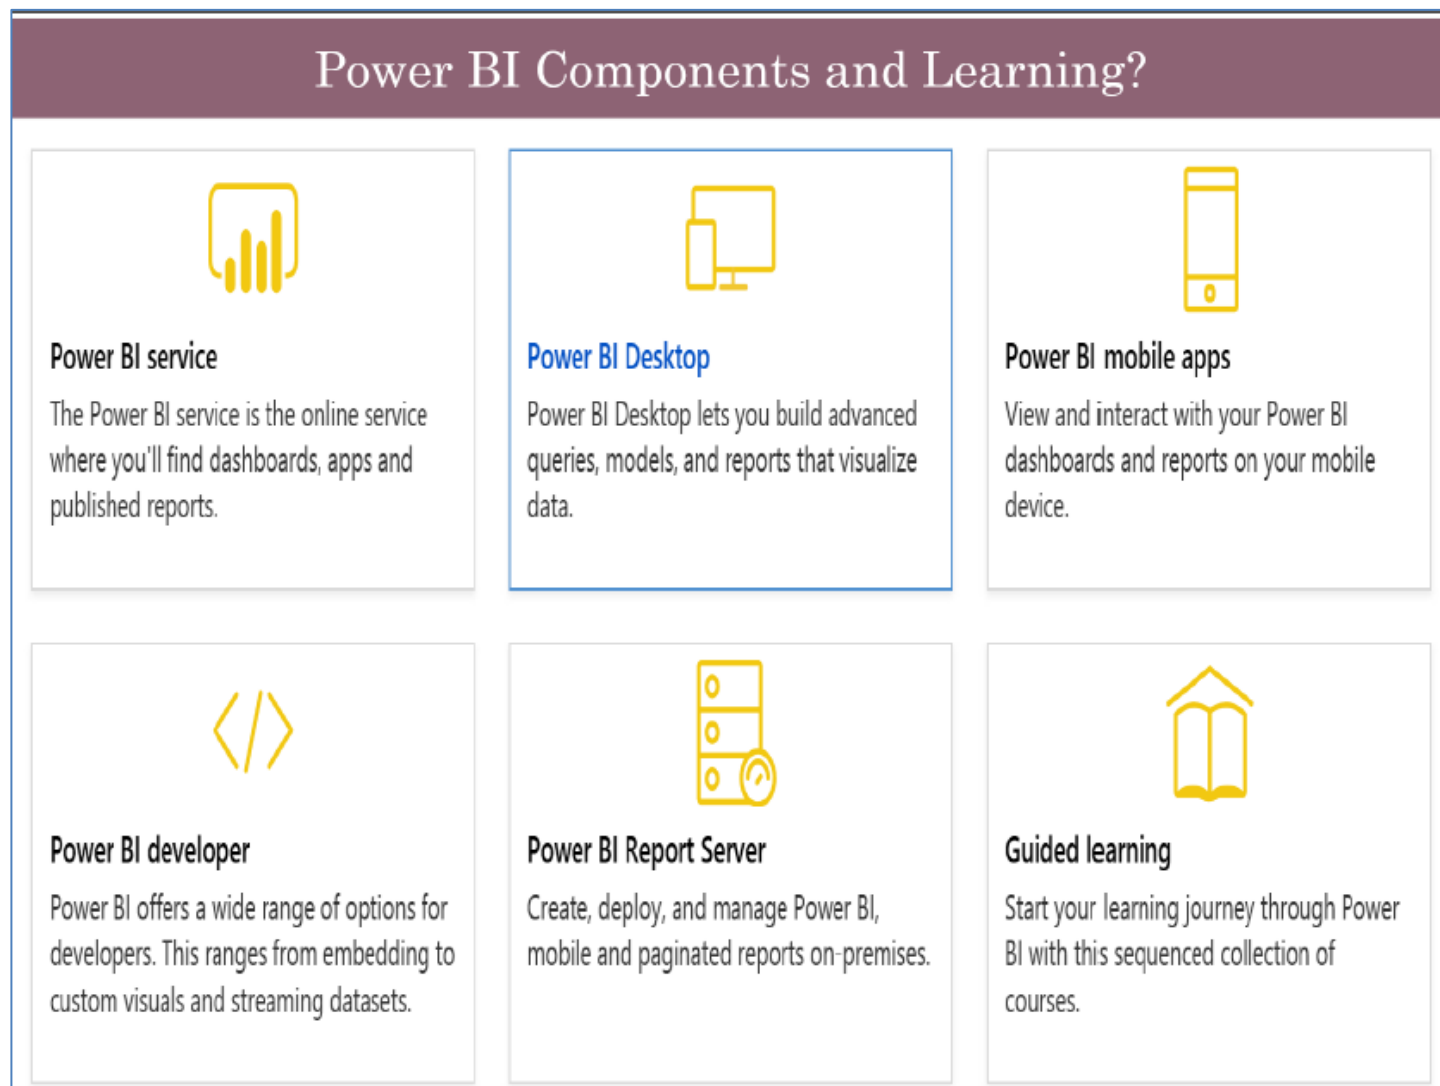 Power BI Components and Learning?
Power BI service
The Power BI service is the online service
where you'll find dashboards, apps and
published reports.
Power BI Desktop
Power BI Desktop lets you build advanced
queries, models, and reports that visualize
data.
Power BI mobile apps
View and interact with your Power BI
dashboards and reports on your mobile
device.
Power BI developer
Power BI offers a wide range of options for
developers. This ranges from embedding to
custom visuals and streaming datasets.
Power BI Report Server
Create, deploy, and manage Power BI,
mobile and paginated reports on-premises.
Guided learning
Start your learning journey through Power
BI with this sequenced collection of
courses.